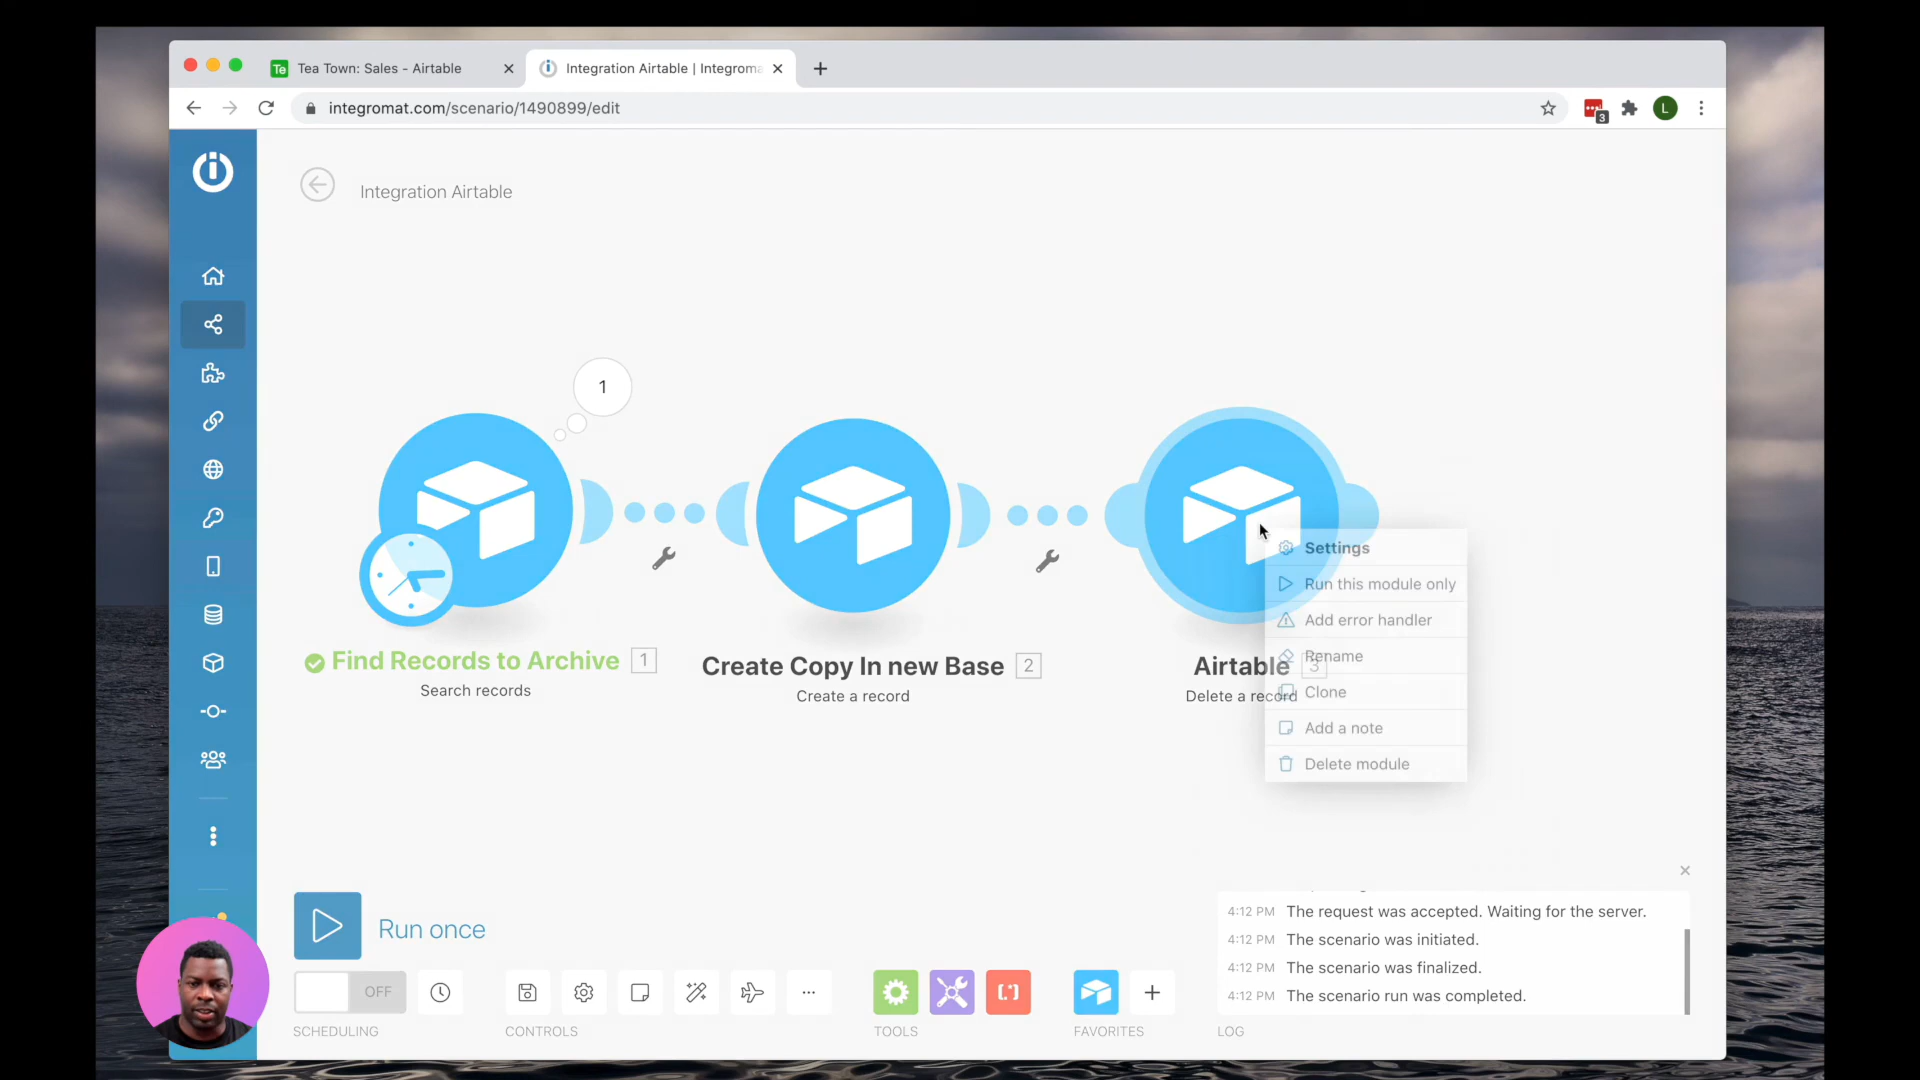 Te Tea Town: Sales - Airtable
Integration Airtable | Integroma
integromat.com/scenario/1490899/edit
3
L
Integration Airtable
1
Find Records to Archive 1
Search records
Create Copy In new Base 2
Create a record
Airtable 3
Delete a record
Settings
Run this module only
Add error handler
Rename
Clone
Add a note
Delete module
Run once
4:12 PM The request was accepted. Waiting for the server.
4:12 PM The scenario was initiated.
4:12 PM The scenario was finalized.
4:12 PM The scenario run was completed.
OFF
SCHEDULING
CONTROLS
TOOLS
FAVORITES
LOG